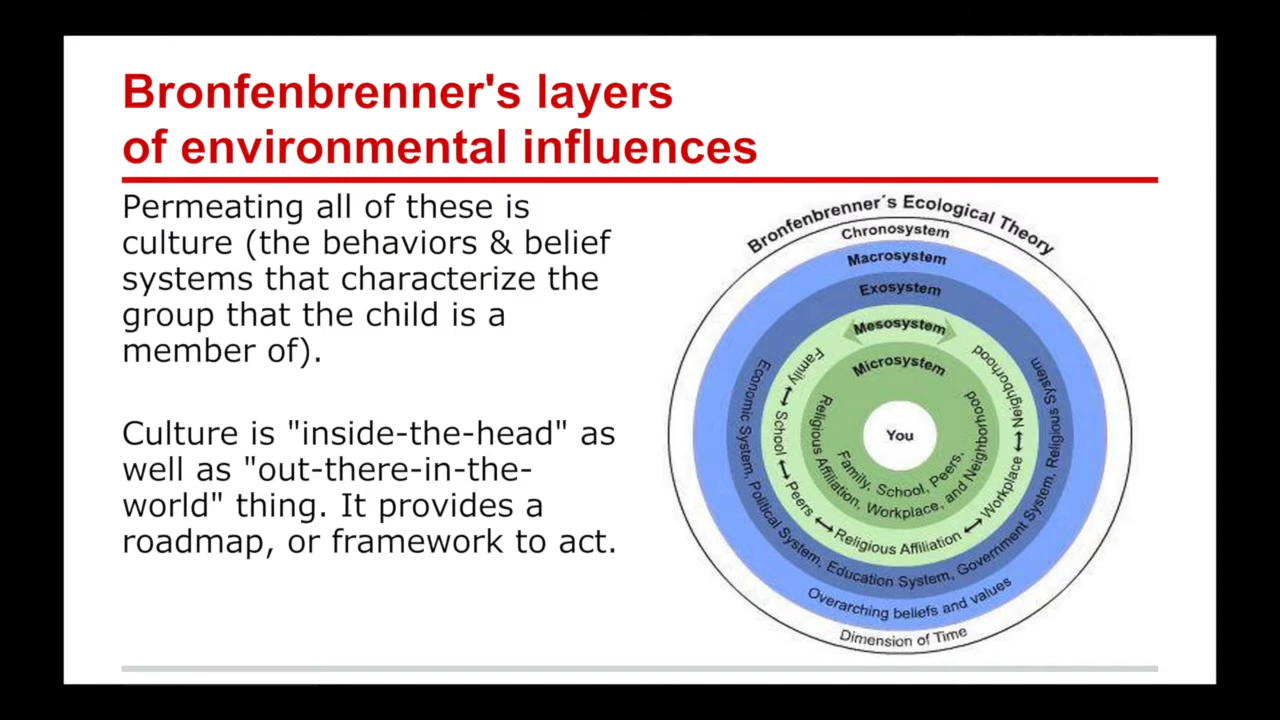 Bronfenbrenner's layers
of environmental influences
Permeating all of these is
culture (the behaviors & belief
systems that characterize the
group that the child is a
member of).
Culture is "inside-the-head" as
well as "out-there-in-the-
world" thing. It provides a
roadmap, or framework to act.
Bronfenbrenner´s Ecological Theory
Chronosystem
Macrosystem
Exosystem
Mesosystem
Microsystem
You
Family, School, Peers,
Religious Affiliation, Workplace, and Neighborhood
Family ↔ School ↔ Peers ↔ Religious Affiliation ↔ Workplace ↔ Neighborhood
Economic System, Political System, Education System, Government System, Religious System
Overarching beliefs and values
Dimension of Time